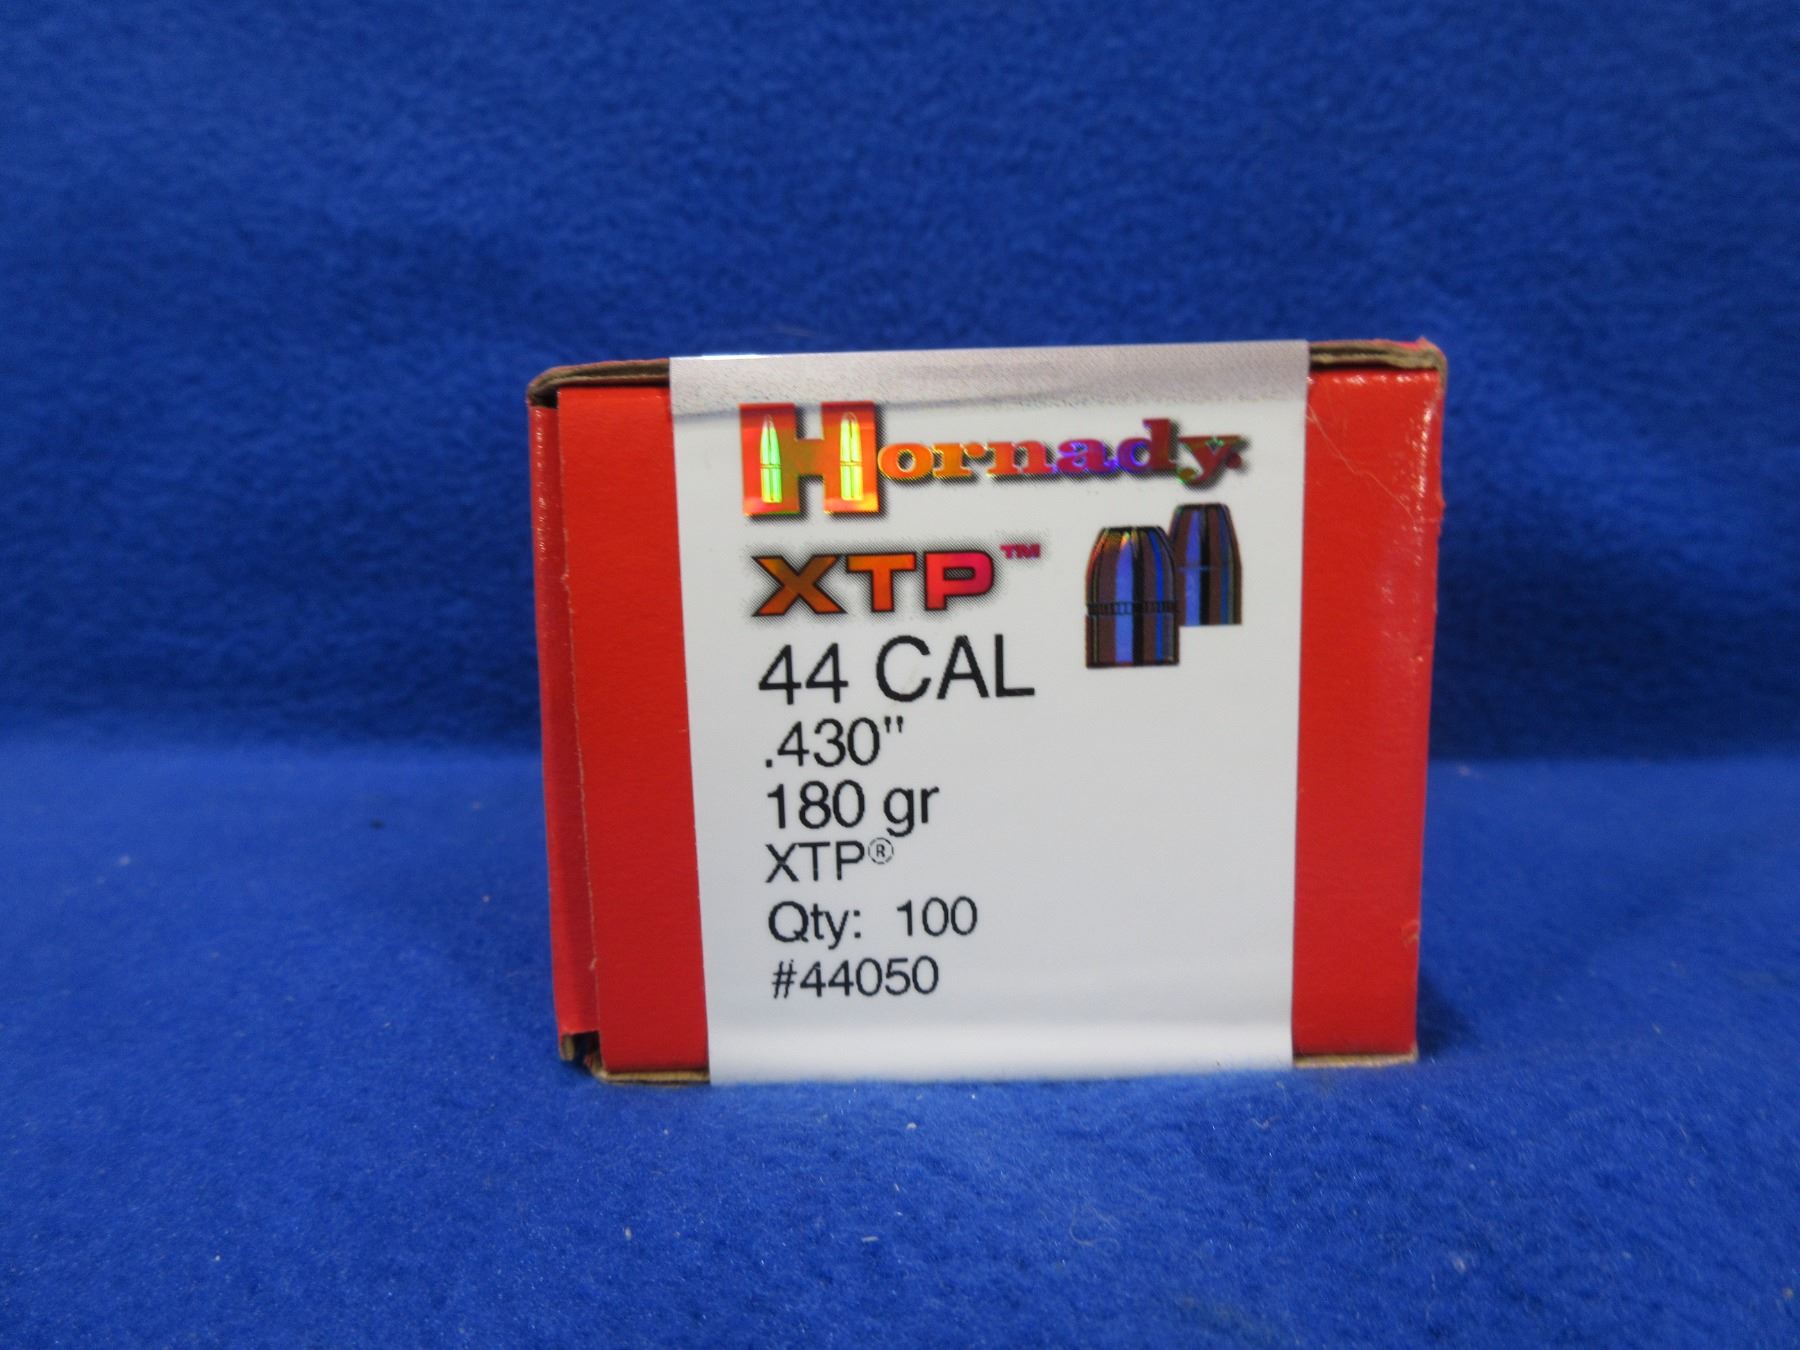 Hornady.
XTP™
44 CAL
.430"
180 gr
XTP®
Qty: 100
#44050